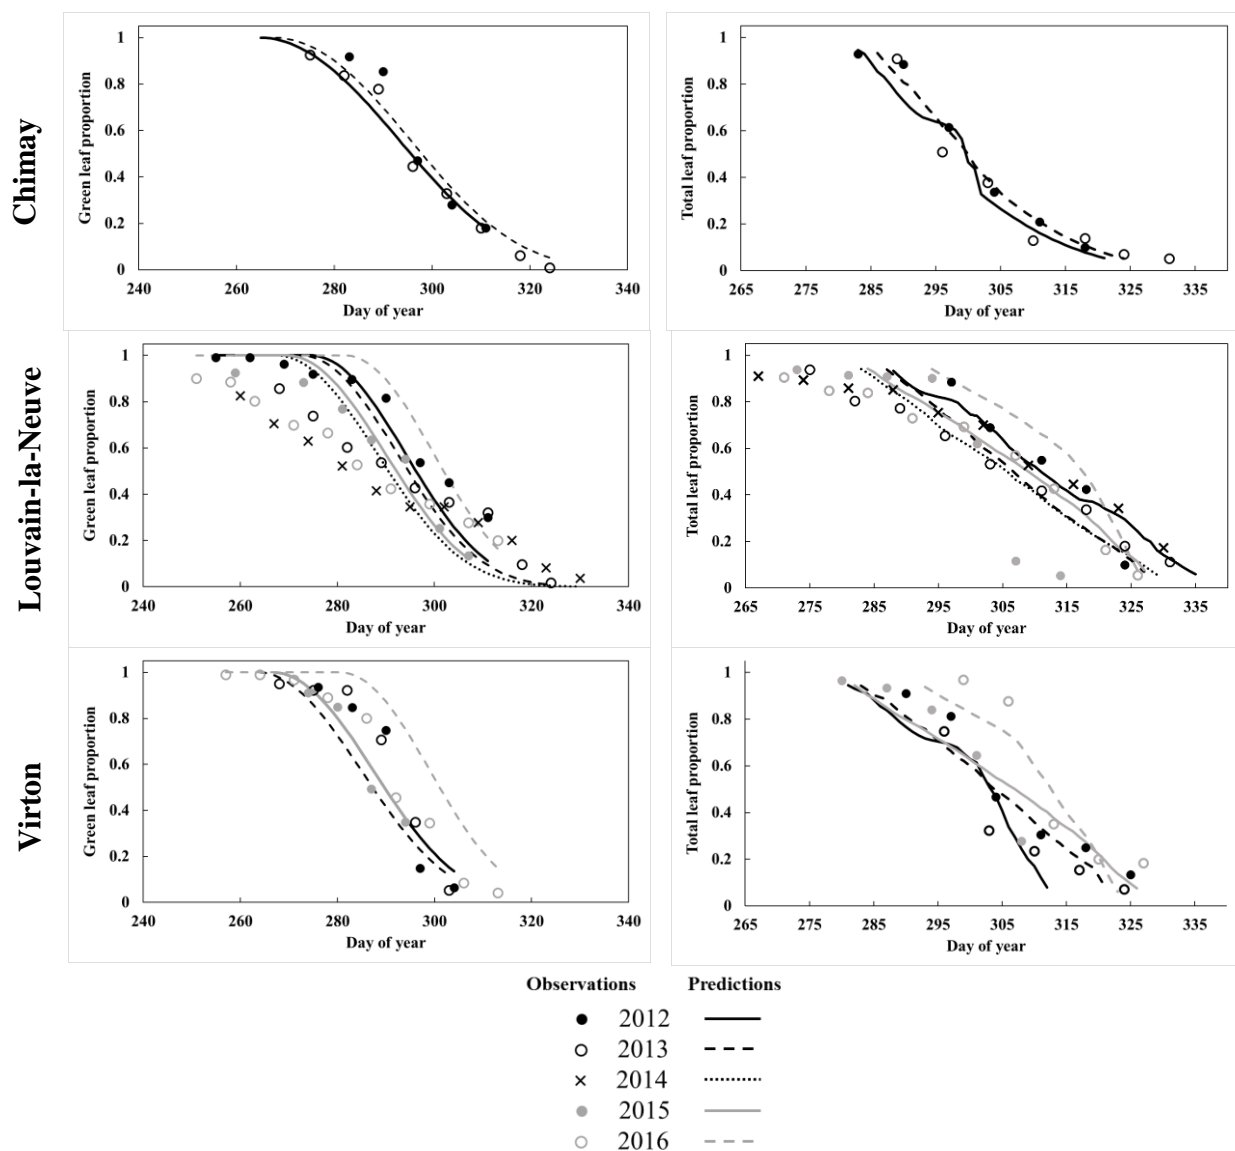 Chimay
Green leaf proportion
1
0.8
0.6
0.4
0.2
0
240 260 280 300 320 340
Day of year
Total leaf proportion
1
0.8
0.6
0.4
0.2
0
265 275 285 295 305 315 325 335
Day of year
Louvain-la-Neuve
Green leaf proportion
1
0.8
0.6
0.4
0.2
0
240 260 280 300 320 340
Day of year
Total leaf proportion
1
0.8
0.6
0.4
0.2
0
265 275 285 295 305 315 325 335
Day of year
Virton
Green leaf proportion
1
0.8
0.6
0.4
0.2
0
240 260 280 300 320 340
Day of year
Total leaf proportion
1
0.8
0.6
0.4
0.2
0
265 275 285 295 305 315 325 335
Day of year
Observations Predictions
2012
2013
2014
2015
2016